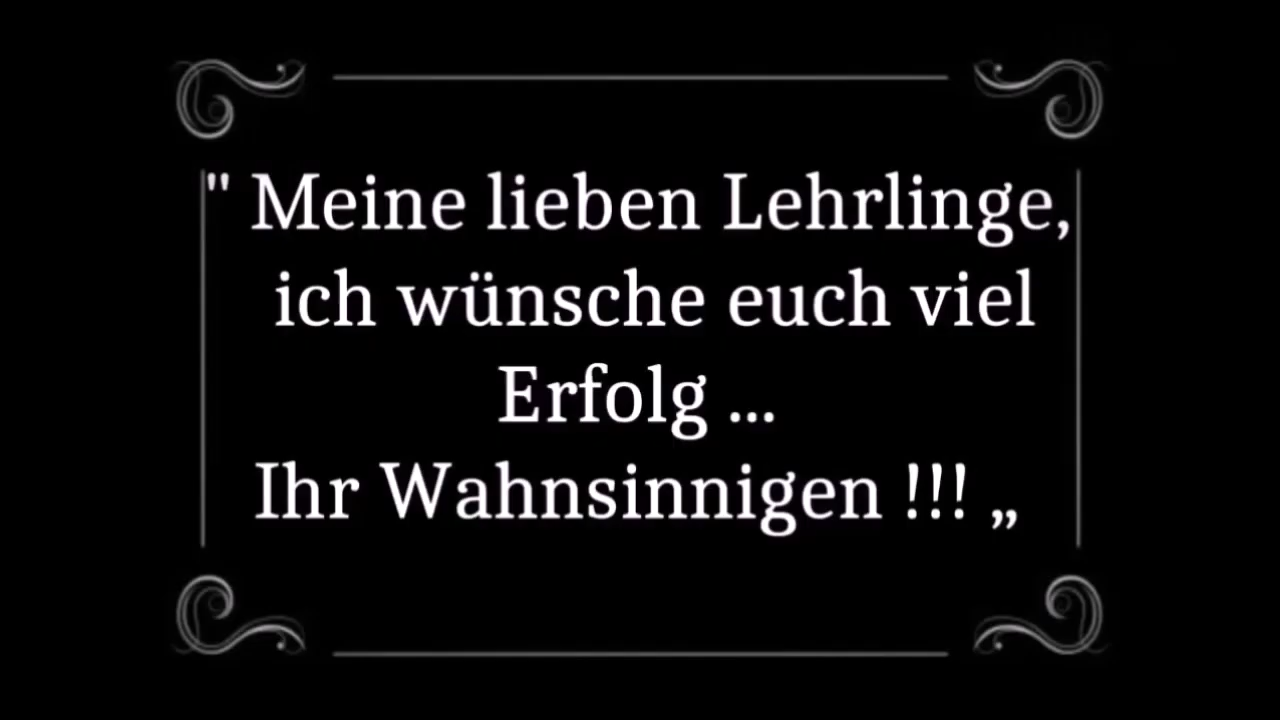 " Meine lieben Lehrlinge,
ich wünsche euch viel
Erfolg ...
Ihr Wahnsinnigen !!! „